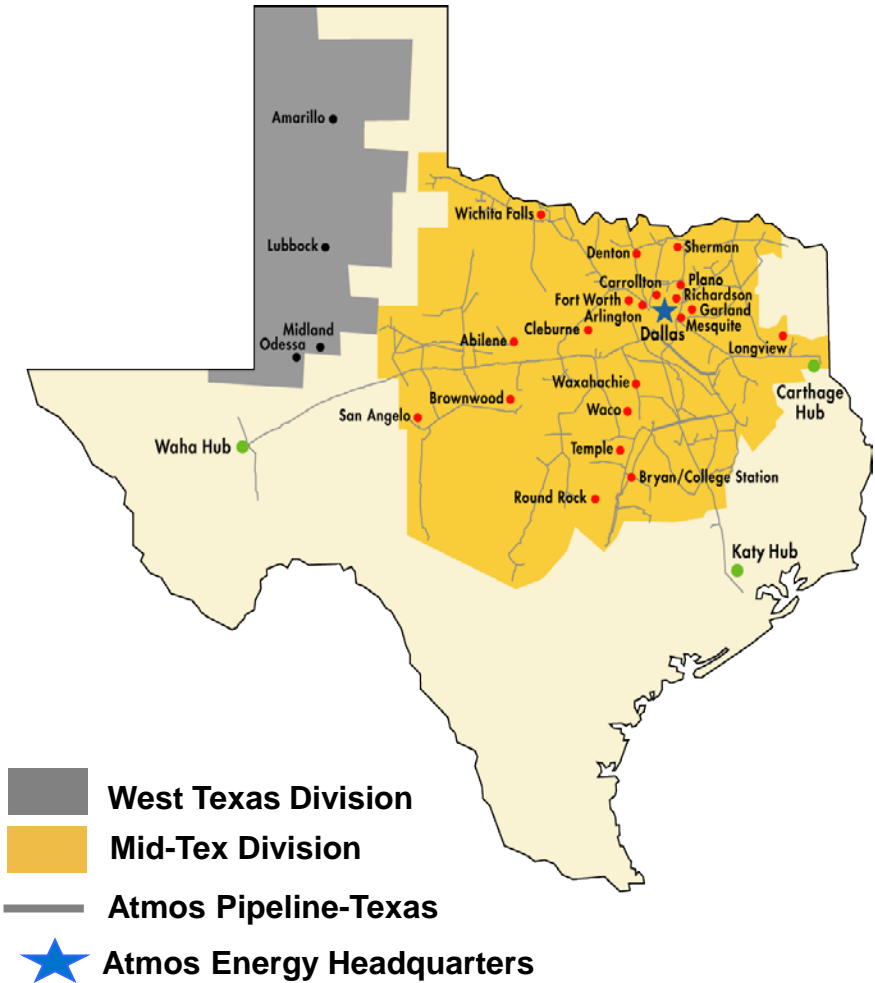 Amarillo
Wichita Falls
Lubbock
Denton
Sherman
Carrollton
Plano
Fort Worth
Richardson
Arlington
Garland
Cleburne
Mesquite
Midland
Dallas
Odessa
Abilene
Longview
Waxahachie
Carthage
Hub
Brownwood
San Angelo
Waco
Waha Hub
Temple
Bryan/College Station
Round Rock
Katy Hub
West Texas Division
Mid-Tex Division
Atmos Pipeline-Texas
Atmos Energy Headquarters